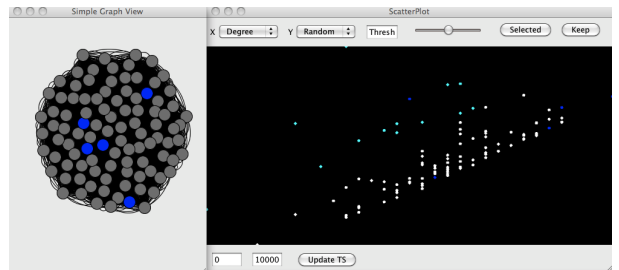 Simple Graph View
ScatterPlot
X Degree Y Random Thresh Selected Keep
0 10000 Update TS